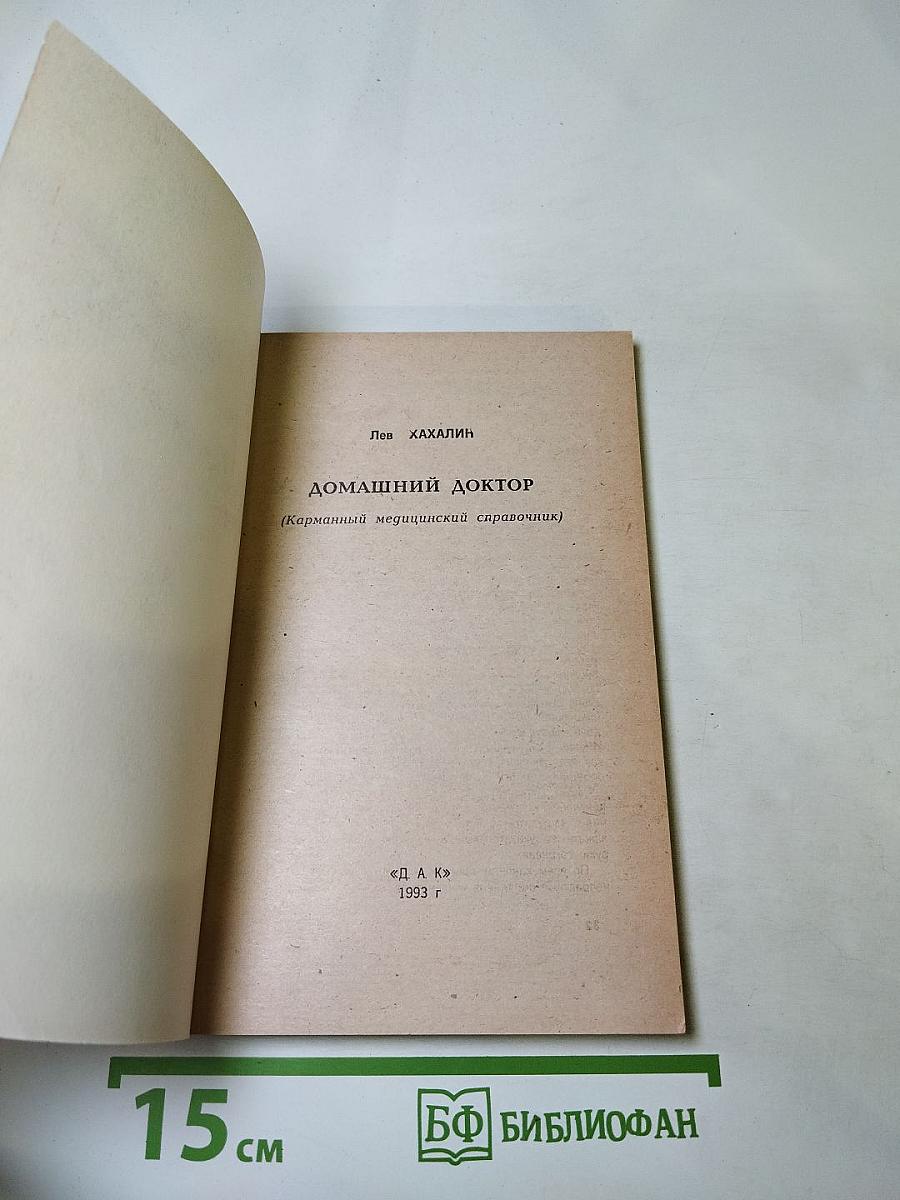 Лев ХАХАЛИН
ДОМАШНИЙ ДОКТОР
(Карманный медицинский справочник)
«Д. А. К»
1993 г
15 см
БФ БИБЛИОФАН